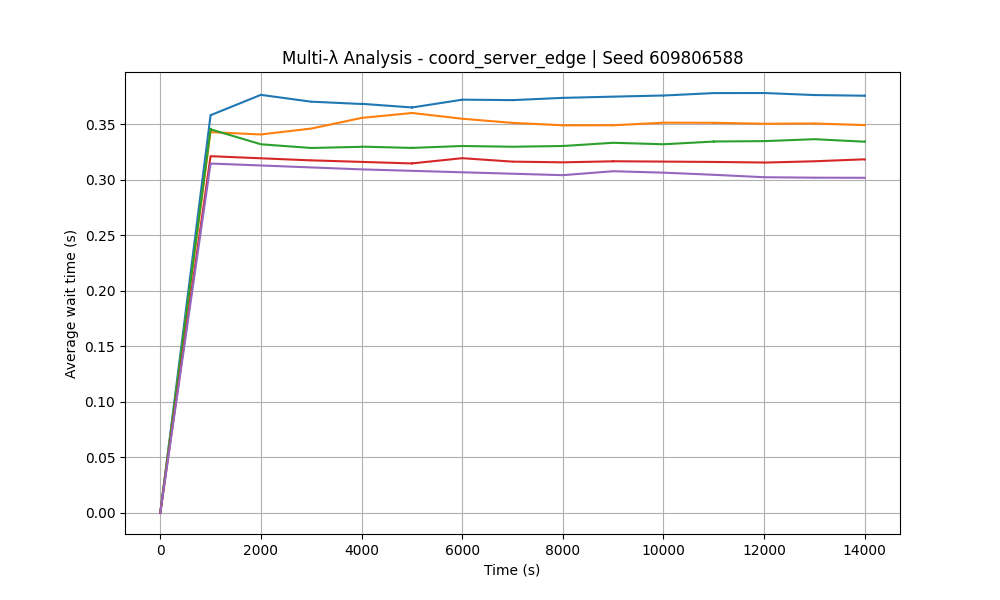 Multi-λ Analysis - coord_server_edge | Seed 609806588
Average wait time (s)
0.35
0.30
0.25
0.20
0.15
0.10
0.05
0.00
0 2000 4000 6000 8000 10000 12000 14000
Time (s)